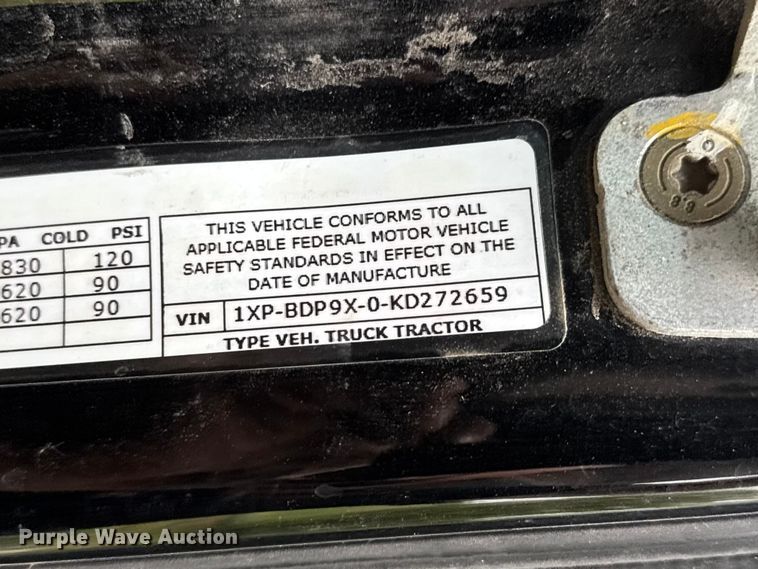 PA COLD PSI
830 120
620 90
620 90
THIS VEHICLE CONFORMS TO ALL
APPLICABLE FEDERAL MOTOR VEHICLE
SAFETY STANDARDS IN EFFECT ON THE
DATE OF MANUFACTURE
VIN 1XP-BDP9X-0-KD272659
TYPE VEH. TRUCK TRACTOR
8.8
Purple Wave Auction